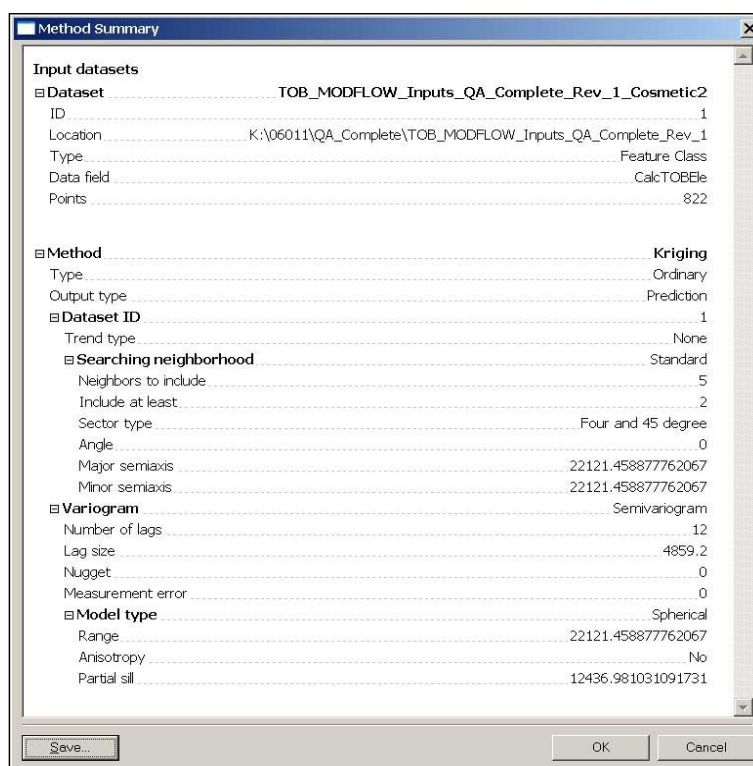 Method Summary
Input datasets
Dataset TOB_MODFLOW_Inputs_QA_Complete_Rev_1_Cosmetic2
ID 1
Location K:\06011\QA_Complete\TOB_MODFLOW_Inputs_QA_Complete_Rev_1
Type Feature Class
Data field CalcTOBEle
Points 822
Method Kriging
Type Ordinary
Output type Prediction
Dataset ID 1
Trend type None
Searching neighborhood Standard
Neighbors to include 5
Include at least 2
Sector type Four and 45 degree
Angle 0
Major semiaxis 22121.458877762067
Minor semiaxis 22121.458877762067
Variogram Semivariogram
Number of lags 12
Lag size 4859.2
Nugget 0
Measurement error 0
Model type Spherical
Range 22121.458877762067
Anisotropy No
Partial sill 12436.981031091731
Save... OK Cancel